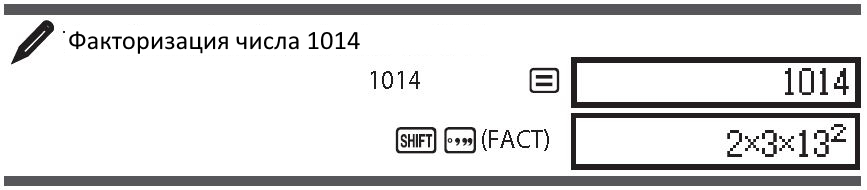 Факторизация числа 1014
1014 = 1014
SHIFT °,,, (FACT) 2×3×13²